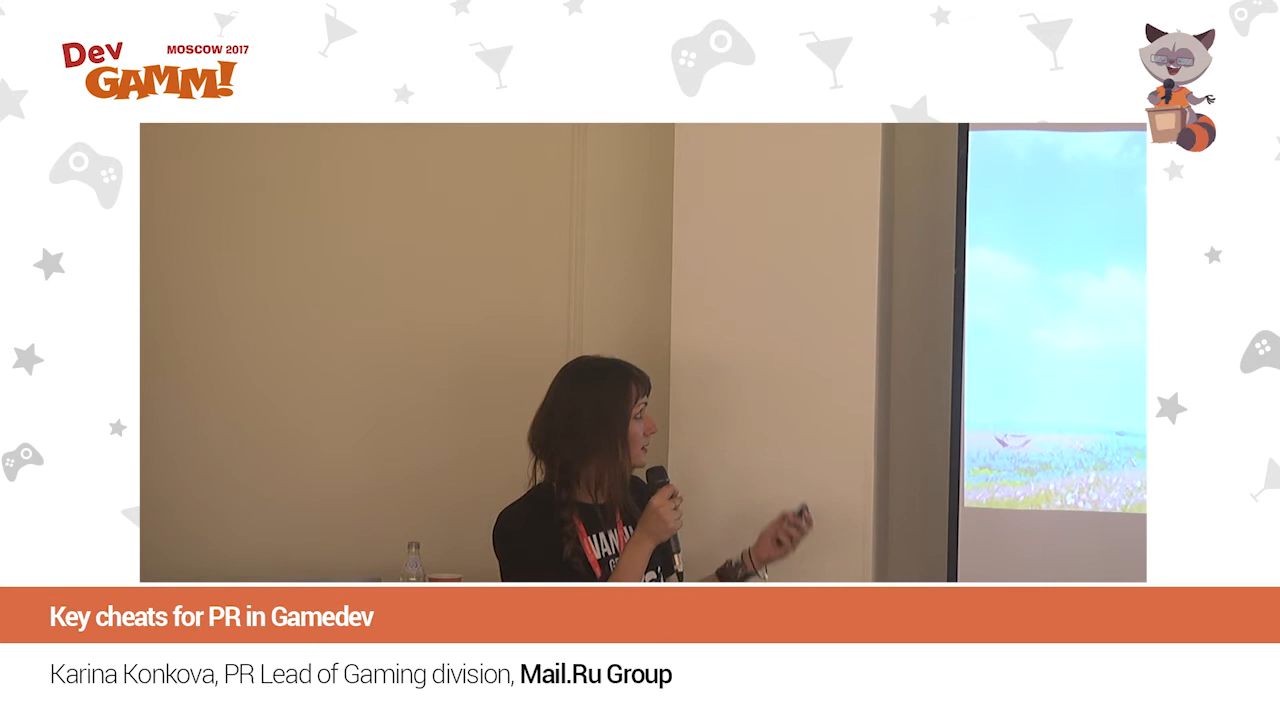 Dev
MOSCOW 2017
GAMM!
Key cheats for PR in Gamedev
Karina Konkova, PR Lead of Gaming division, Mail.Ru Group